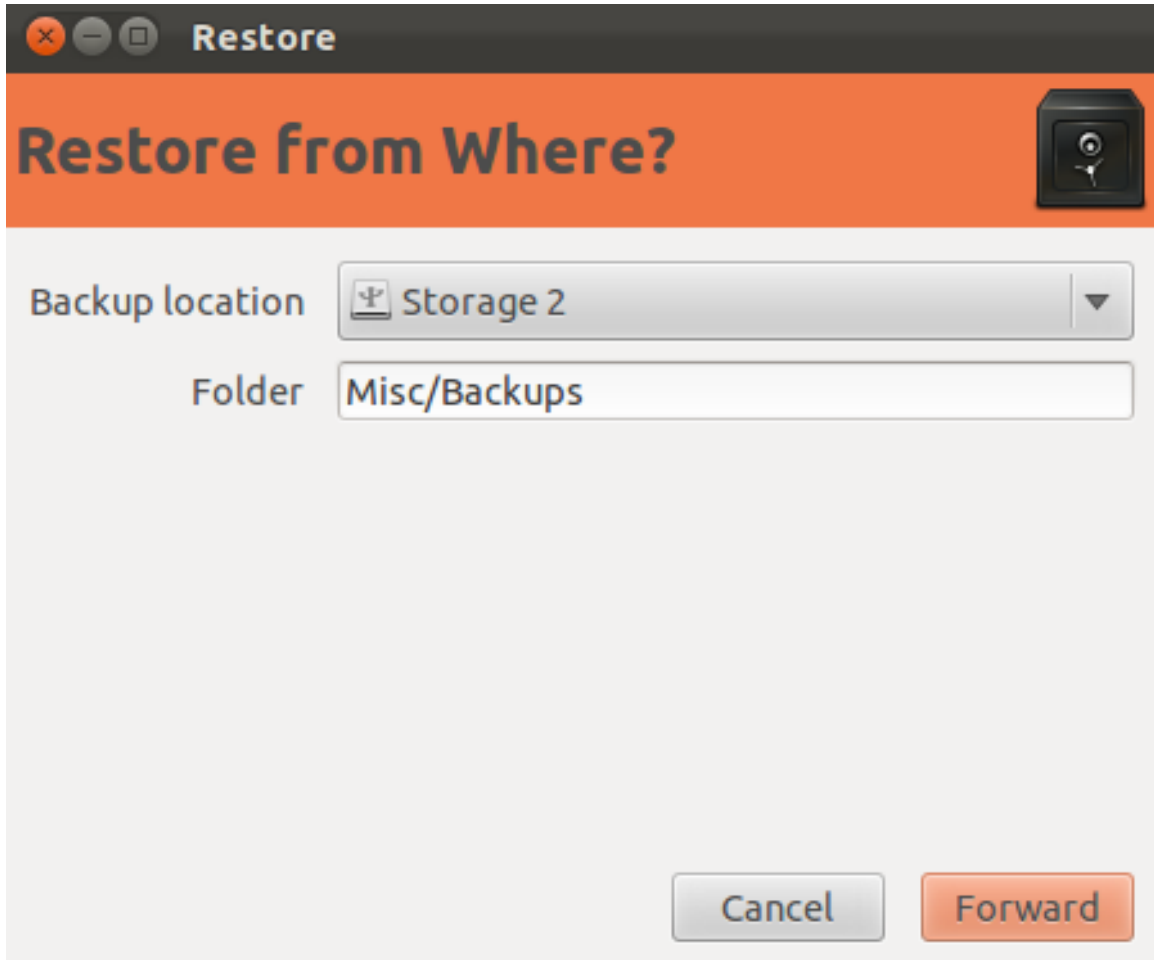 Restore
Restore from Where?
Backup location Storage 2
Folder Misc/Backups
Cancel Forward